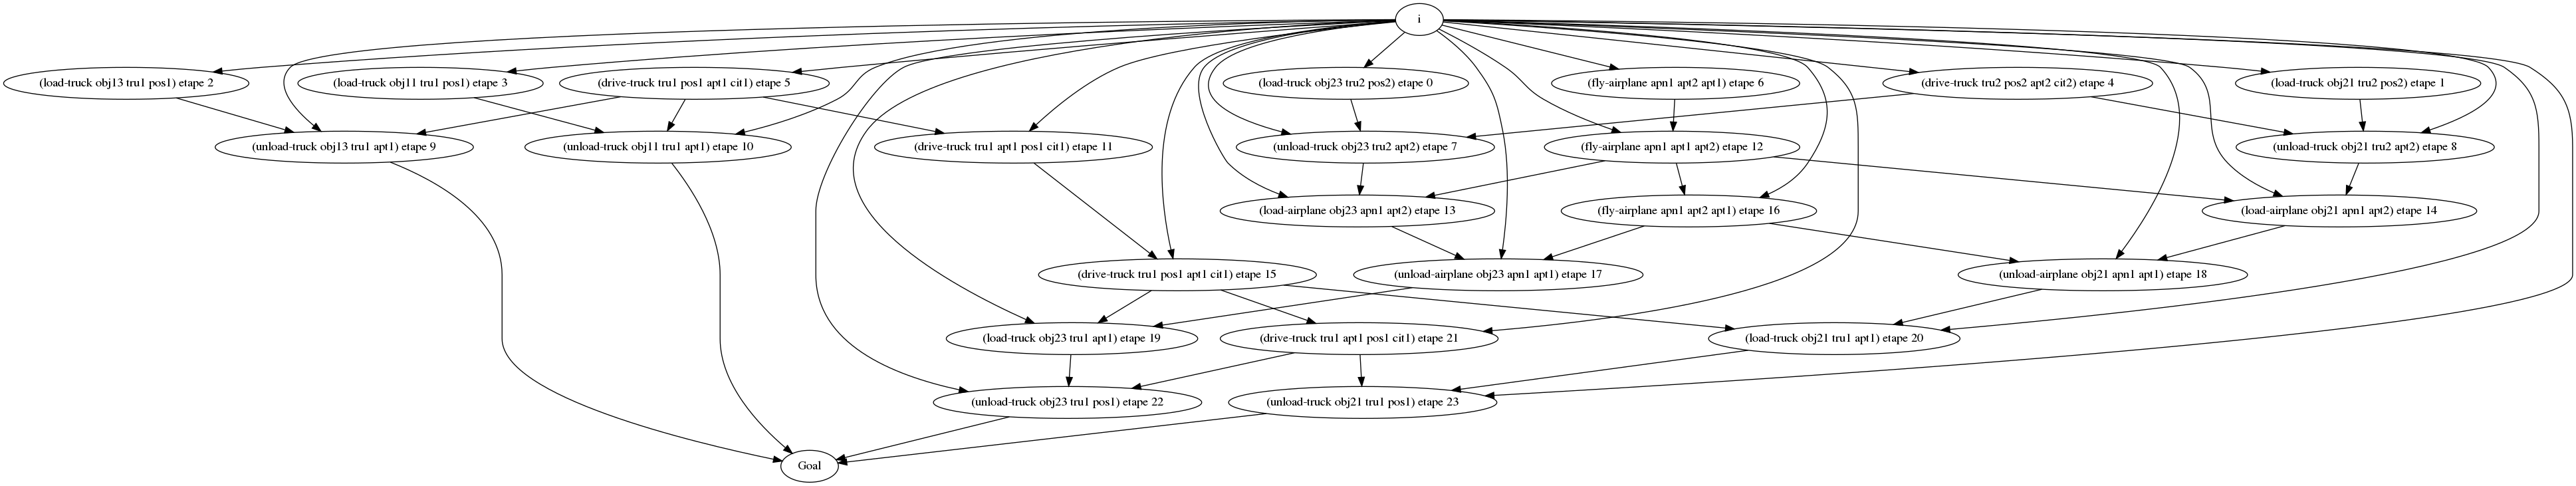 i
(load-truck obj13 tru1 pos1) etape 2
(load-truck obj11 tru1 pos1) etape 3
(drive-truck tru1 pos1 apt1 cit1) etape 5
(load-truck obj23 tru2 pos2) etape 0
(fly-airplane apn1 apt2 apt1) etape 6
(drive-truck tru2 pos2 apt2 cit2) etape 4
(load-truck obj21 tru2 pos2) etape 1
(unload-truck obj13 tru1 apt1) etape 9
(unload-truck obj11 tru1 apt1) etape 10
(drive-truck tru1 apt1 pos1 cit1) etape 11
(unload-truck obj23 tru2 apt2) etape 7
(fly-airplane apn1 apt1 apt2) etape 12
(unload-truck obj21 tru2 apt2) etape 8
(load-airplane obj23 apn1 apt2) etape 13
(fly-airplane apn1 apt2 apt1) etape 16
(load-airplane obj21 apn1 apt2) etape 14
(drive-truck tru1 pos1 apt1 cit1) etape 15
(unload-airplane obj23 apn1 apt1) etape 17
(unload-airplane obj21 apn1 apt1) etape 18
(load-truck obj23 tru1 apt1) etape 19
(drive-truck tru1 apt1 pos1 cit1) etape 21
(load-truck obj21 tru1 apt1) etape 20
(unload-truck obj23 tru1 pos1) etape 22
(unload-truck obj21 tru1 pos1) etape 23
Goal